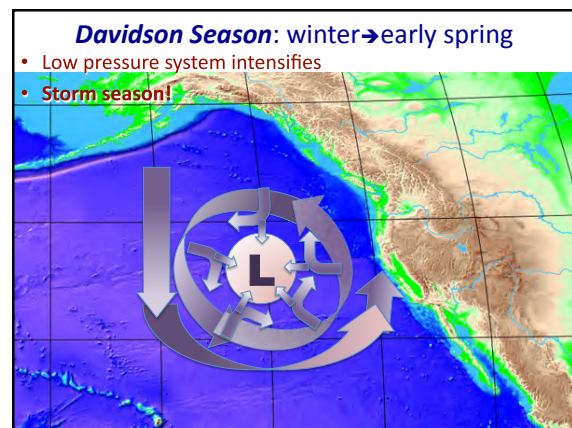 Davidson Season: winter➔early spring
• Low pressure system intensifies
• Storm season!
L